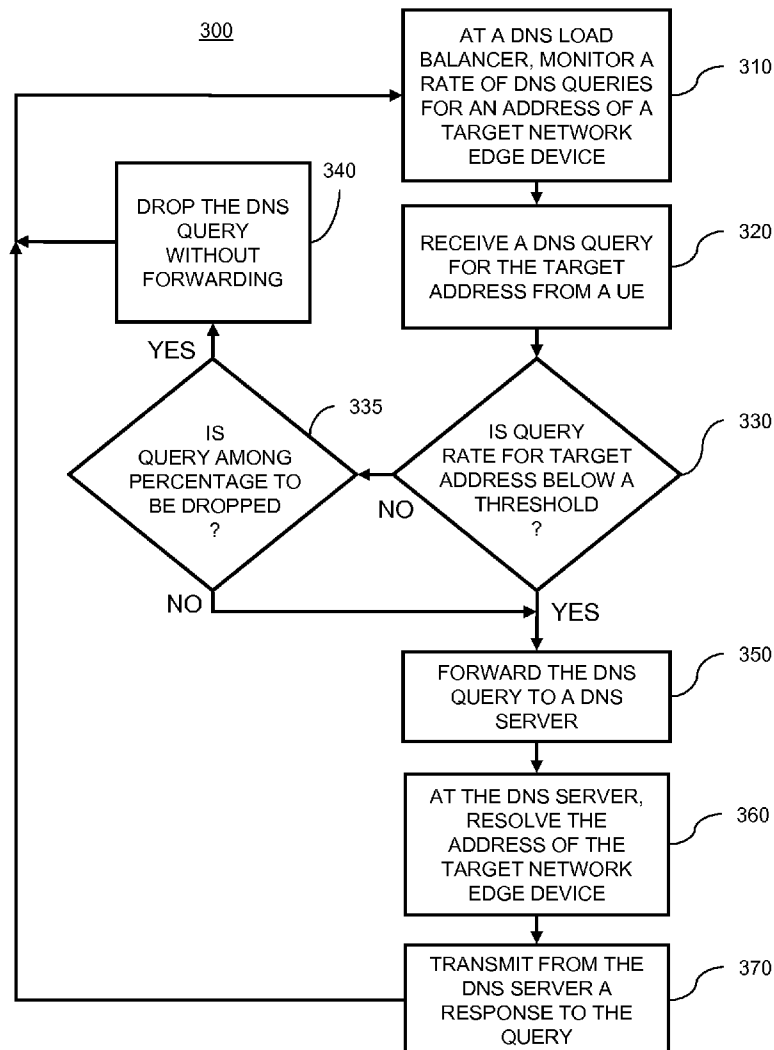 300
AT A DNS LOAD
BALANCER, MONITOR A
RATE OF DNS QUERIES
FOR AN ADDRESS OF A
TARGET NETWORK
EDGE DEVICE
310
340
DROP THE DNS
QUERY
WITHOUT
FORWARDING
RECEIVE A DNS QUERY
FOR THE TARGET
ADDRESS FROM A UE
320
YES
335
IS
QUERY AMONG
PERCENTAGE TO
BE DROPPED
?
NO
IS QUERY
RATE FOR TARGET
ADDRESS BELOW A
THRESHOLD
?
330
NO
YES
FORWARD THE DNS
QUERY TO A DNS
SERVER
350
AT THE DNS SERVER,
RESOLVE THE
ADDRESS OF THE
TARGET NETWORK
EDGE DEVICE
360
TRANSMIT FROM THE
DNS SERVER A
RESPONSE TO THE
QUERY
370